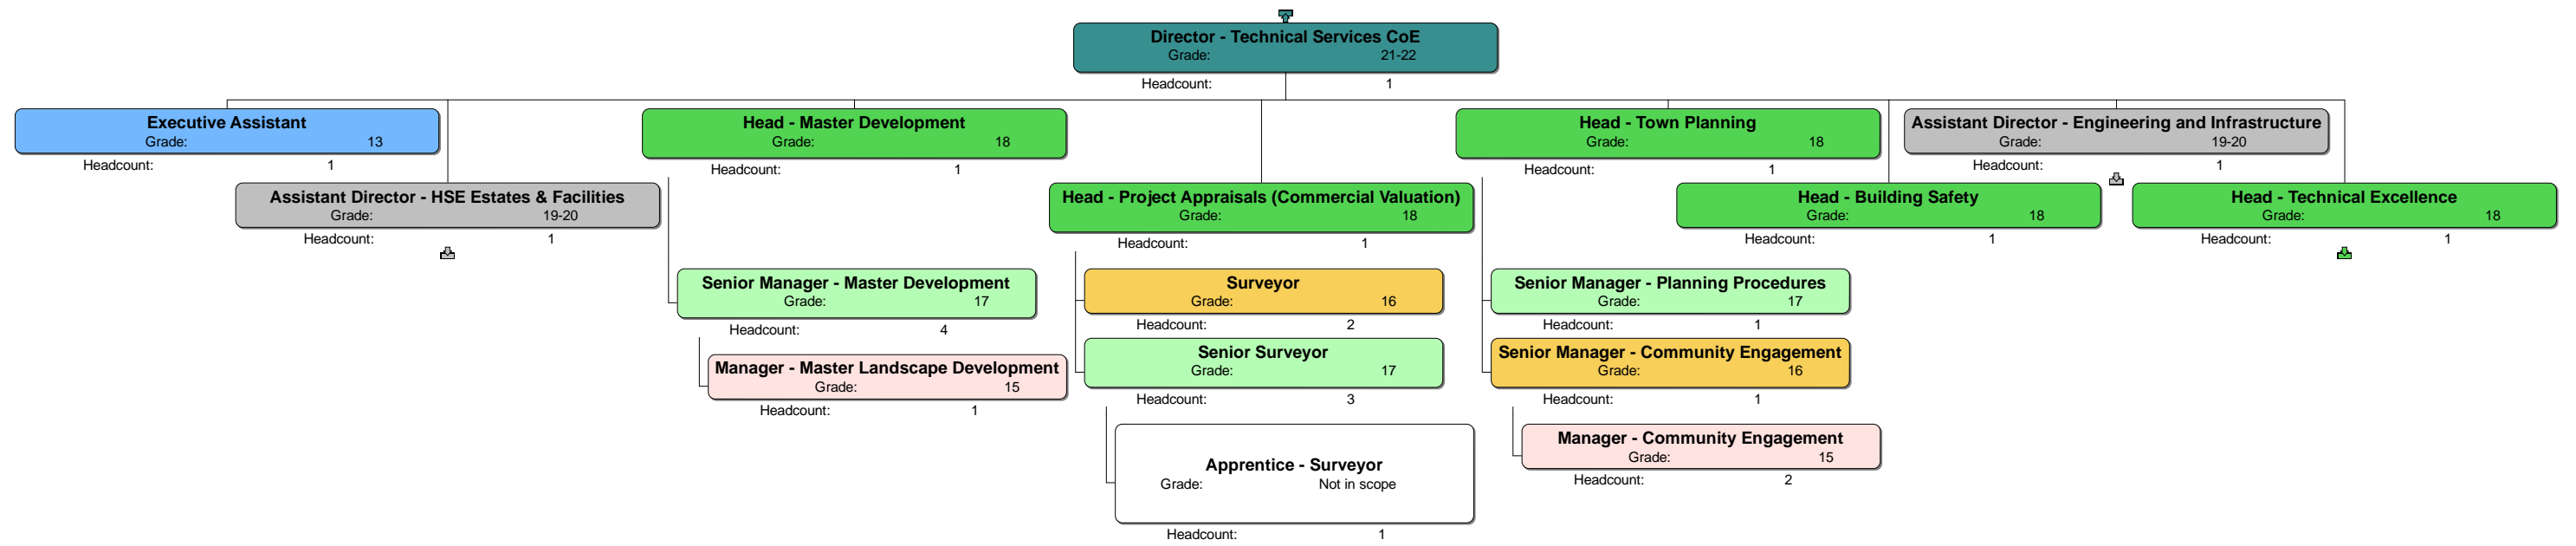 Director - Technical Services CoE
Grade: 21-22
Headcount: 1
Executive Assistant
Grade: 13
Headcount: 1
Assistant Director - HSE Estates & Facilities
Grade: 19-20
Headcount: 1
Head - Master Development
Grade: 18
Headcount: 1
Senior Manager - Master Development
Grade: 17
Headcount: 4
Manager - Master Landscape Development
Grade: 15
Headcount: 1
Head - Project Appraisals (Commercial Valuation)
Grade: 18
Headcount: 1
Surveyor
Grade: 16
Headcount: 2
Senior Surveyor
Grade: 17
Headcount: 3
Apprentice - Surveyor
Grade: Not in scope
Headcount: 1
Head - Town Planning
Grade: 18
Headcount: 1
Senior Manager - Planning Procedures
Grade: 17
Headcount: 1
Senior Manager - Community Engagement
Grade: 16
Headcount: 1
Manager - Community Engagement
Grade: 15
Headcount: 2
Head - Building Safety
Grade: 18
Headcount: 1
Assistant Director - Engineering and Infrastructure
Grade: 19-20
Headcount: 1
Head - Technical Excellence
Grade: 18
Headcount: 1